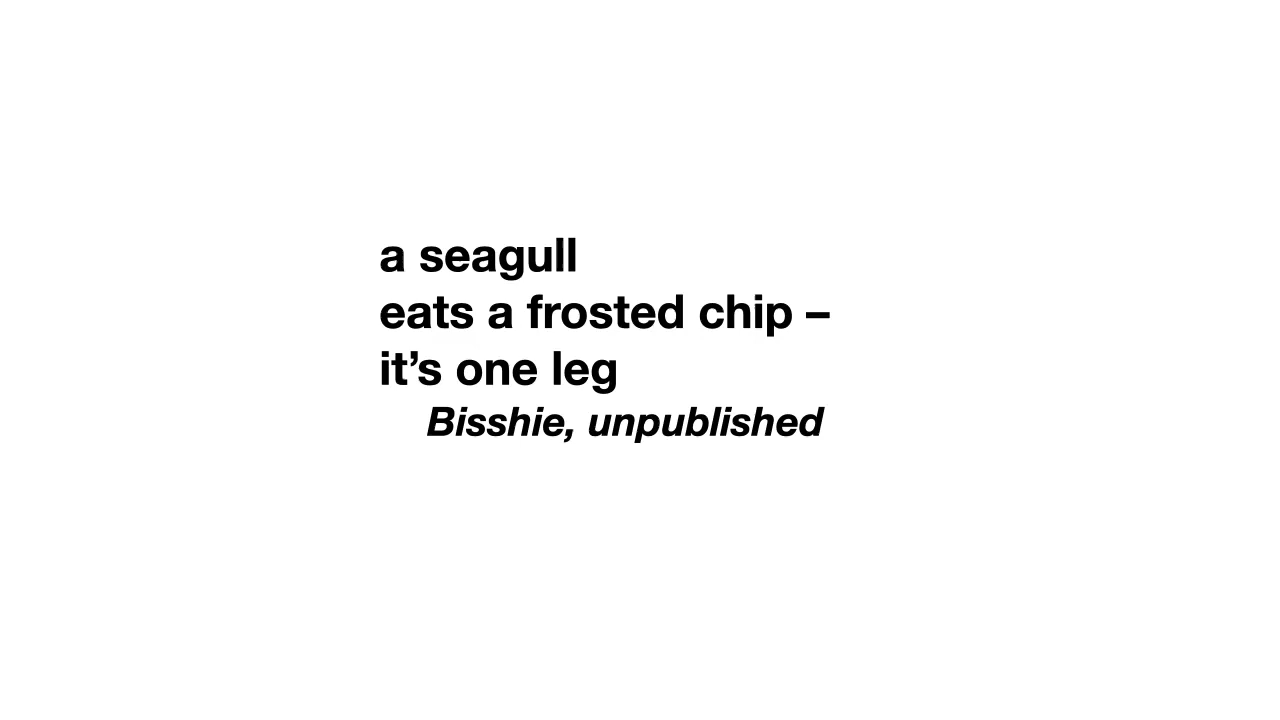 a seagull
eats a frosted chip –
it’s one leg
Bisshie, unpublished